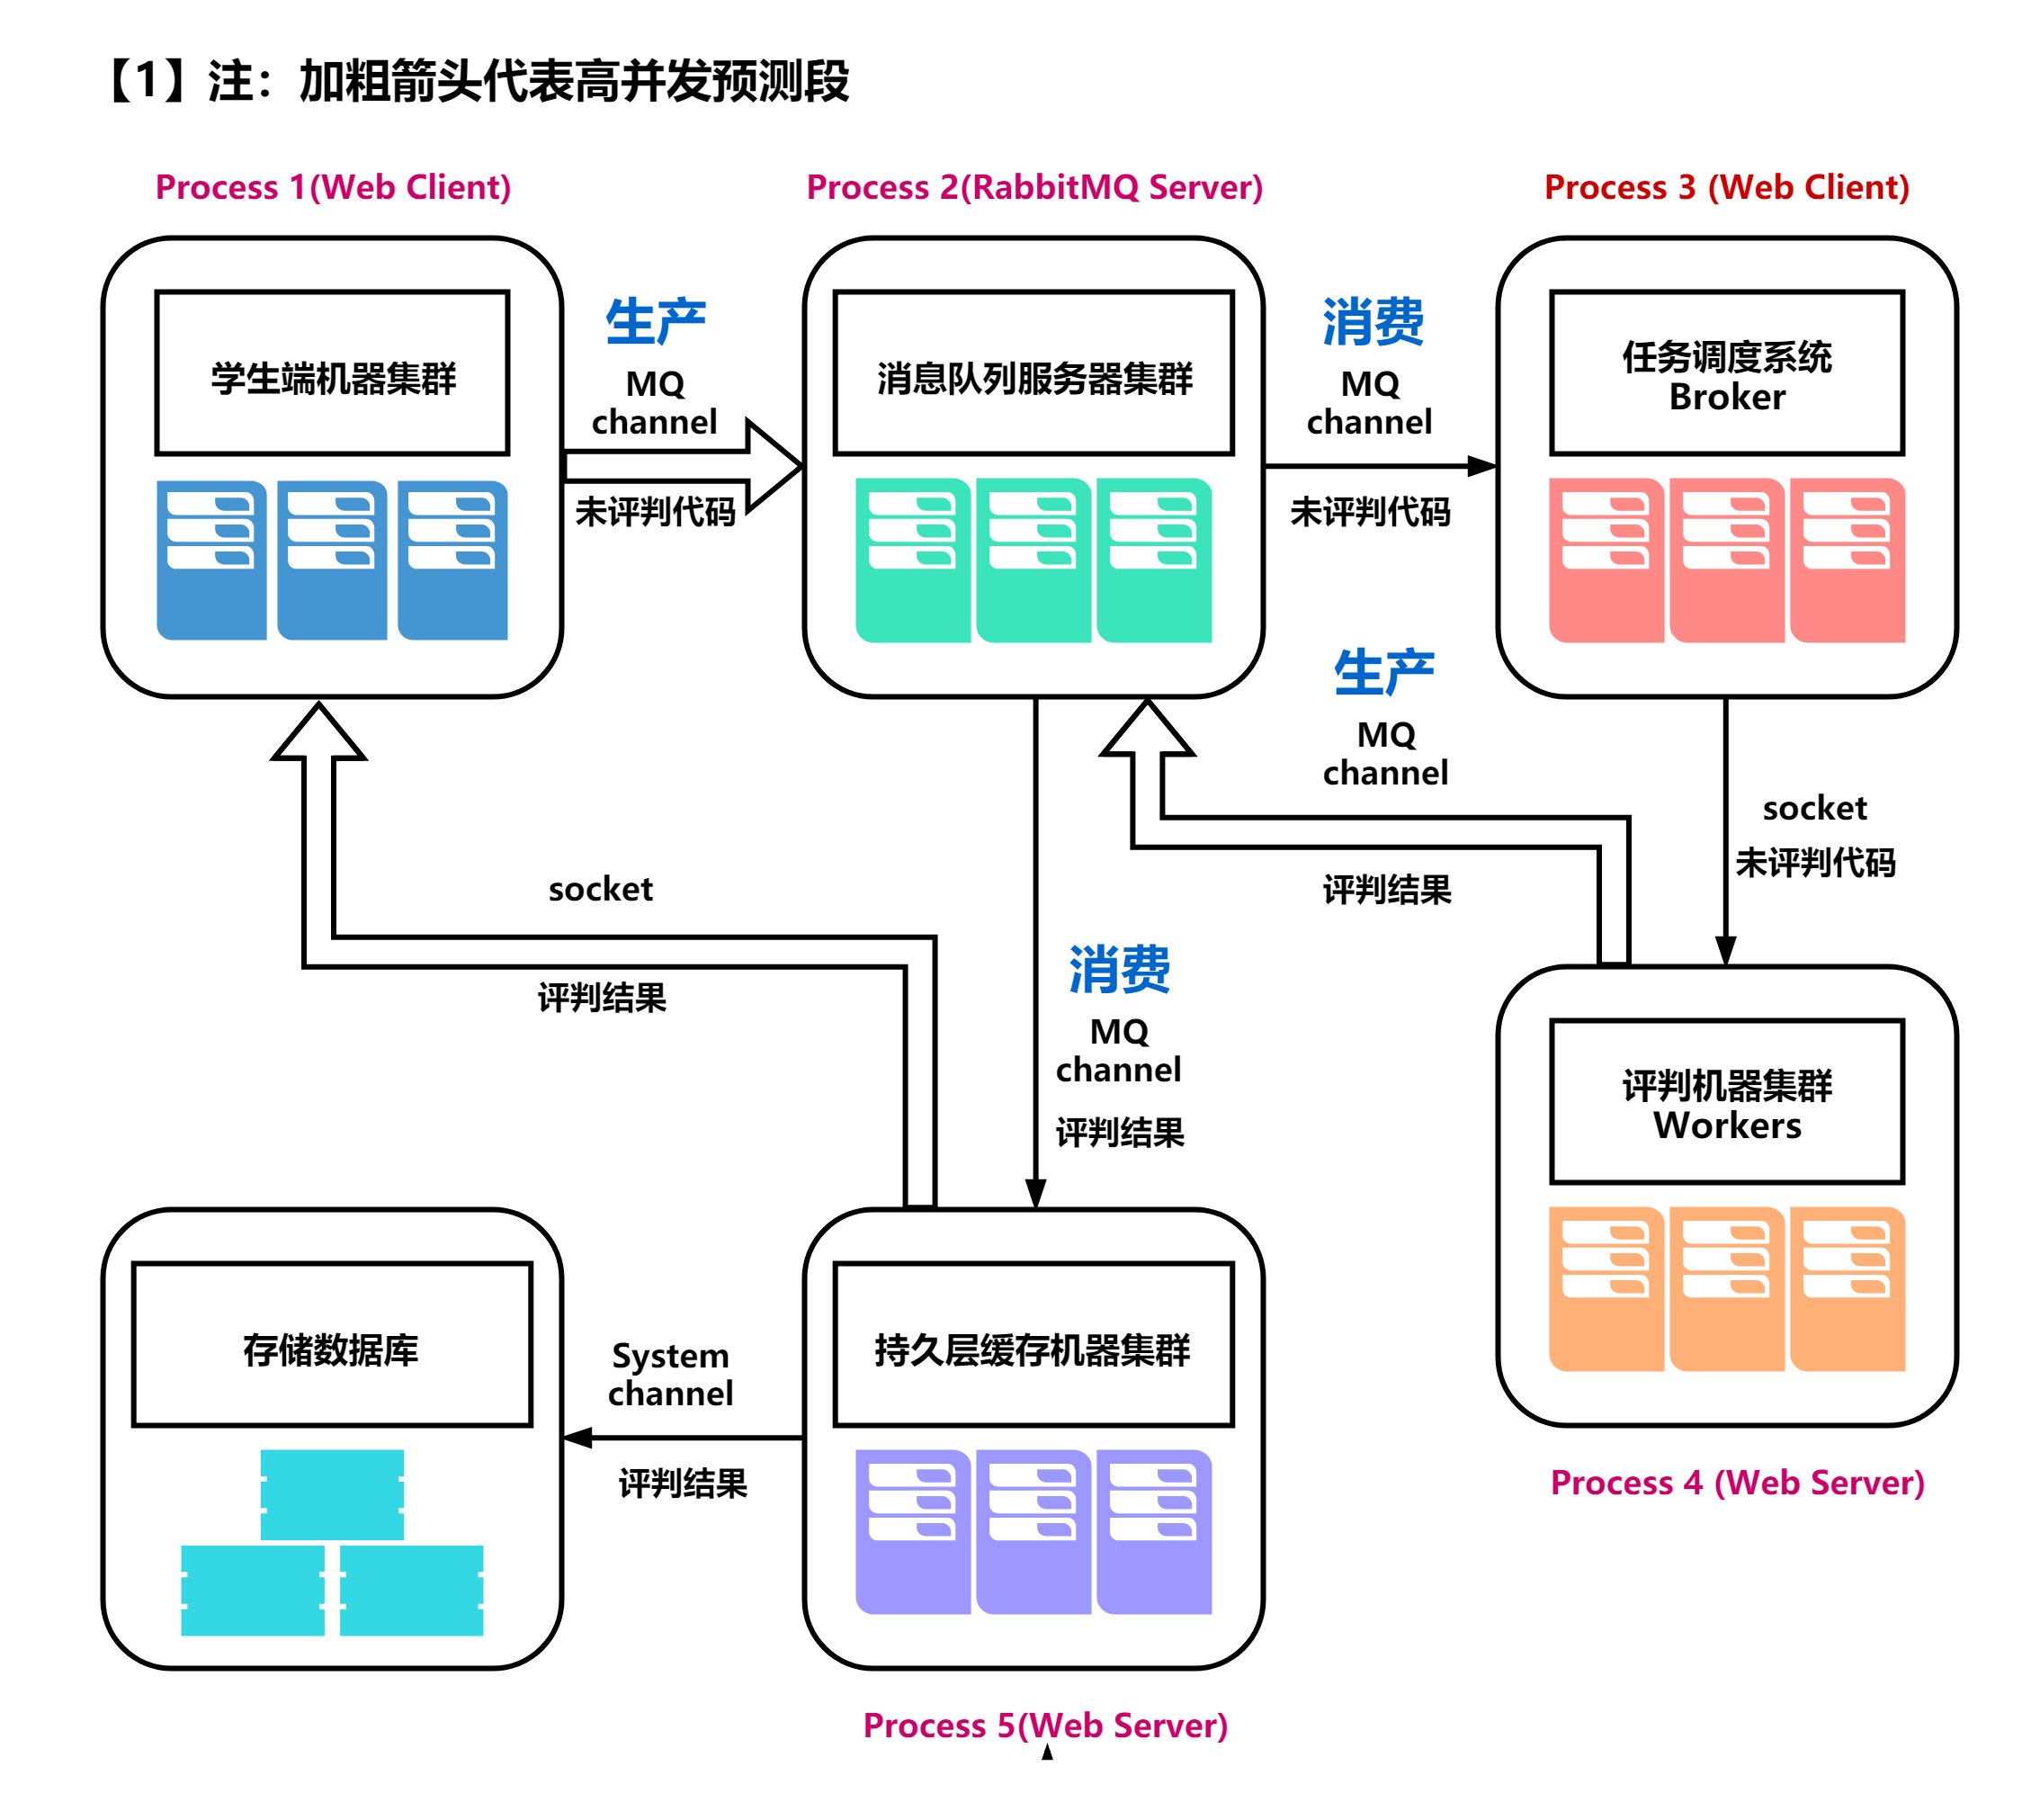 【1】注：加粗箭头代表高并发预测段
Process 1(Web Client)
Process 2(RabbitMQ Server)
Process 3 (Web Client)
学生端机器集群
生产
MQ
channel
未评判代码
消息队列服务器集群
消费
MQ
channel
未评判代码
任务调度系统
Broker
生产
MQ
channel
评判结果
socket
未评判代码
socket
评判结果
消费
MQ
channel
评判结果
评判机器集群
Workers
存储数据库
System
channel
评判结果
持久层缓存机器集群
Process 4 (Web Server)
Process 5(Web Server)